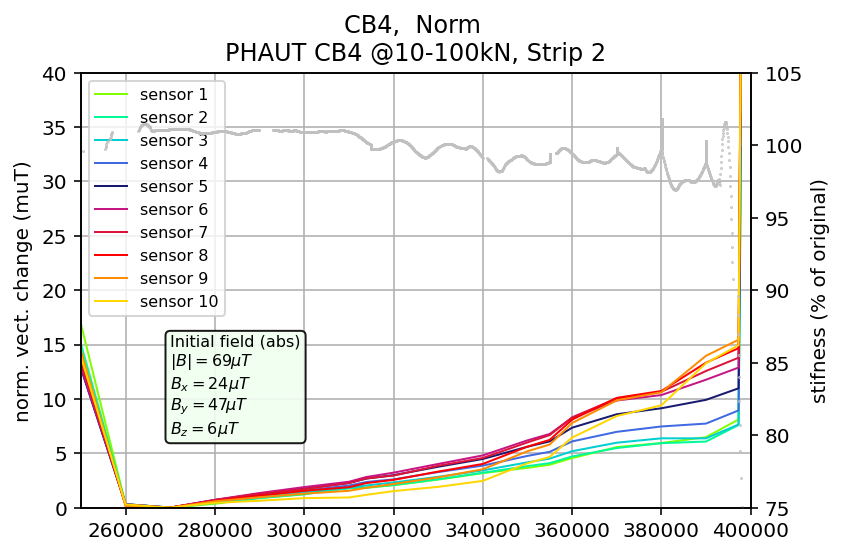 CB4,  Norm
PHAUT CB4 @10-100kN, Strip 2
norm. vect. change (muT)
40
35
30
25
20
15
10
5
0
sensor 1
sensor 2
sensor 3
sensor 4
sensor 5
sensor 6
sensor 7
sensor 8
sensor 9
sensor 10
Initial field (abs)
|B| = 69μT
Bx = 24μT
By = 47μT
Bz = 6μT
105
100
95
90
85
80
75
stifness (% of original)
260000 280000 300000 320000 340000 360000 380000 400000